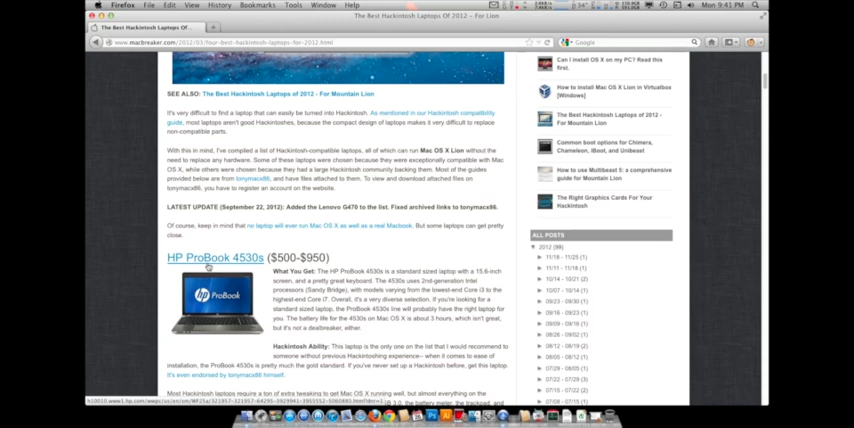 Firefox File Edit View History Bookmarks Tools Window Help
34° Mon 9:41 PM
The Best Hackintosh Laptops Of 2012 ~ For Lion
The Best Hackintosh Laptops Of...
www.macbreaker.com/2012/03/four-best-hackintosh-laptops-for-2012.html
Google
SEE ALSO: The Best Hackintosh Laptops of 2012 - For Mountain Lion
It's very difficult to find a laptop that can easily be turned into Hackintosh. As mentioned in our Hackintosh compatibility
guide, most laptops aren't good Hackintoshes, because the compact design of laptops makes it very difficult to replace
non-compatible parts.
With this in mind, I've compiled a list of Hackintosh-compatible laptops, all of which can run Mac OS X Lion without the
need to replace any hardware. Some of these laptops were chosen because they were exceptionally compatible with Mac
OS X, while others were chosen because they had a large Hackintosh community backing them. Most of the guides
provided below are from tonymacx86, and have files attached to them. To view and download attached files on
tonymacx86, you have to register an account on the website.
LATEST UPDATE (September 22, 2012): Added the Lenovo G470 to the list. Fixed archived links to tonymacx86.
Of course, keep in mind that no laptop will ever run Mac OS X as well as a real Macbook. But some laptops can get pretty
close.
HP ProBook 4530s ($500-$950)
hp ProBook
What You Get: The HP ProBook 4530s is a standard sized laptop with a 15.6-inch
screen, and a pretty great keyboard. The 4530s uses 2nd-generation Intel
processors (Sandy Bridge), with models varying from the lowest-end Core i3 to the
highest-end Core i7. Overall, it's a very diverse selection. If you're looking for a
standard laptop, the ProBook 4530s line will probably have the right laptop for
you. The battery life for the 4530s on Mac OS X is about 3 hours, which isn't great,
but it's not a dealbreaker, either.
Hackintosh Ability: This laptop is the only one on the list that I would recommend to
someone without previous Hackintoshing experience-- when it comes to ease of
installation, the ProBook 4530s is pretty much the gold standard. If you've never set up a Hackintosh before, get this laptop.
It's even endorsed by tonymacx86 himself.
Most Hackintosh laptops require a ton of extra tweaking to get Mac OS X running well, but almost everything on the
3.0, the battery meter, the trackpad, and
Can I install OS X on my PC? Read this
first.
How to install Mac OS X Lion in Virtualbox
[Windows]
The Best Hackintosh Laptops of 2012 -
For Mountain Lion
Common boot options for Chimera,
Chameleon, iBoot, and Unibeast
How to use Multibeast 5: a comprehensive
guide for Mountain Lion
The Right Graphics Cards For Your
Hackintosh
ALL POSTS
▼ 2012 (99)
► 11/18 - 11/25 (1)
► 11/11 - 11/18 (1)
► 10/14 - 10/21 (2)
► 10/07 - 10/14 (1)
► 09/23 - 09/30 (1)
► 09/16 - 09/23 (1)
► 09/09 - 09/16 (1)
► 08/26 - 09/02 (1)
► 08/12 - 08/19 (2)
► 08/05 - 08/12 (1)
► 07/29 - 08/05 (1)
► 07/22 - 07/29 (3)
► 07/15 - 07/22 (2)
► 07/08 - 07/15 (1)